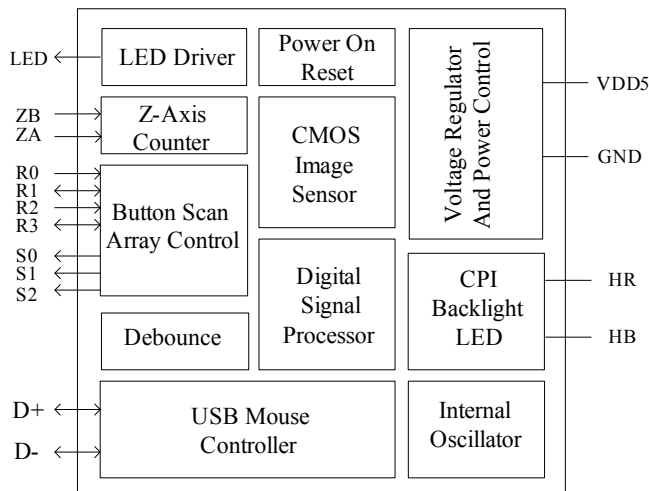 LED
LED Driver
Power On
Reset
Voltage Regulator
And Power Control
VDD5
GND
ZB
ZA
Z-Axis
Counter
CMOS
Image
Sensor
R0
R1
R2
R3
S0
S1
S2
Button Scan
Array Control
Digital
Signal
Processor
CPI
Backlight
LED
HR
HB
Debounce
D+
D-
USB Mouse
Controller
Internal
Oscillator